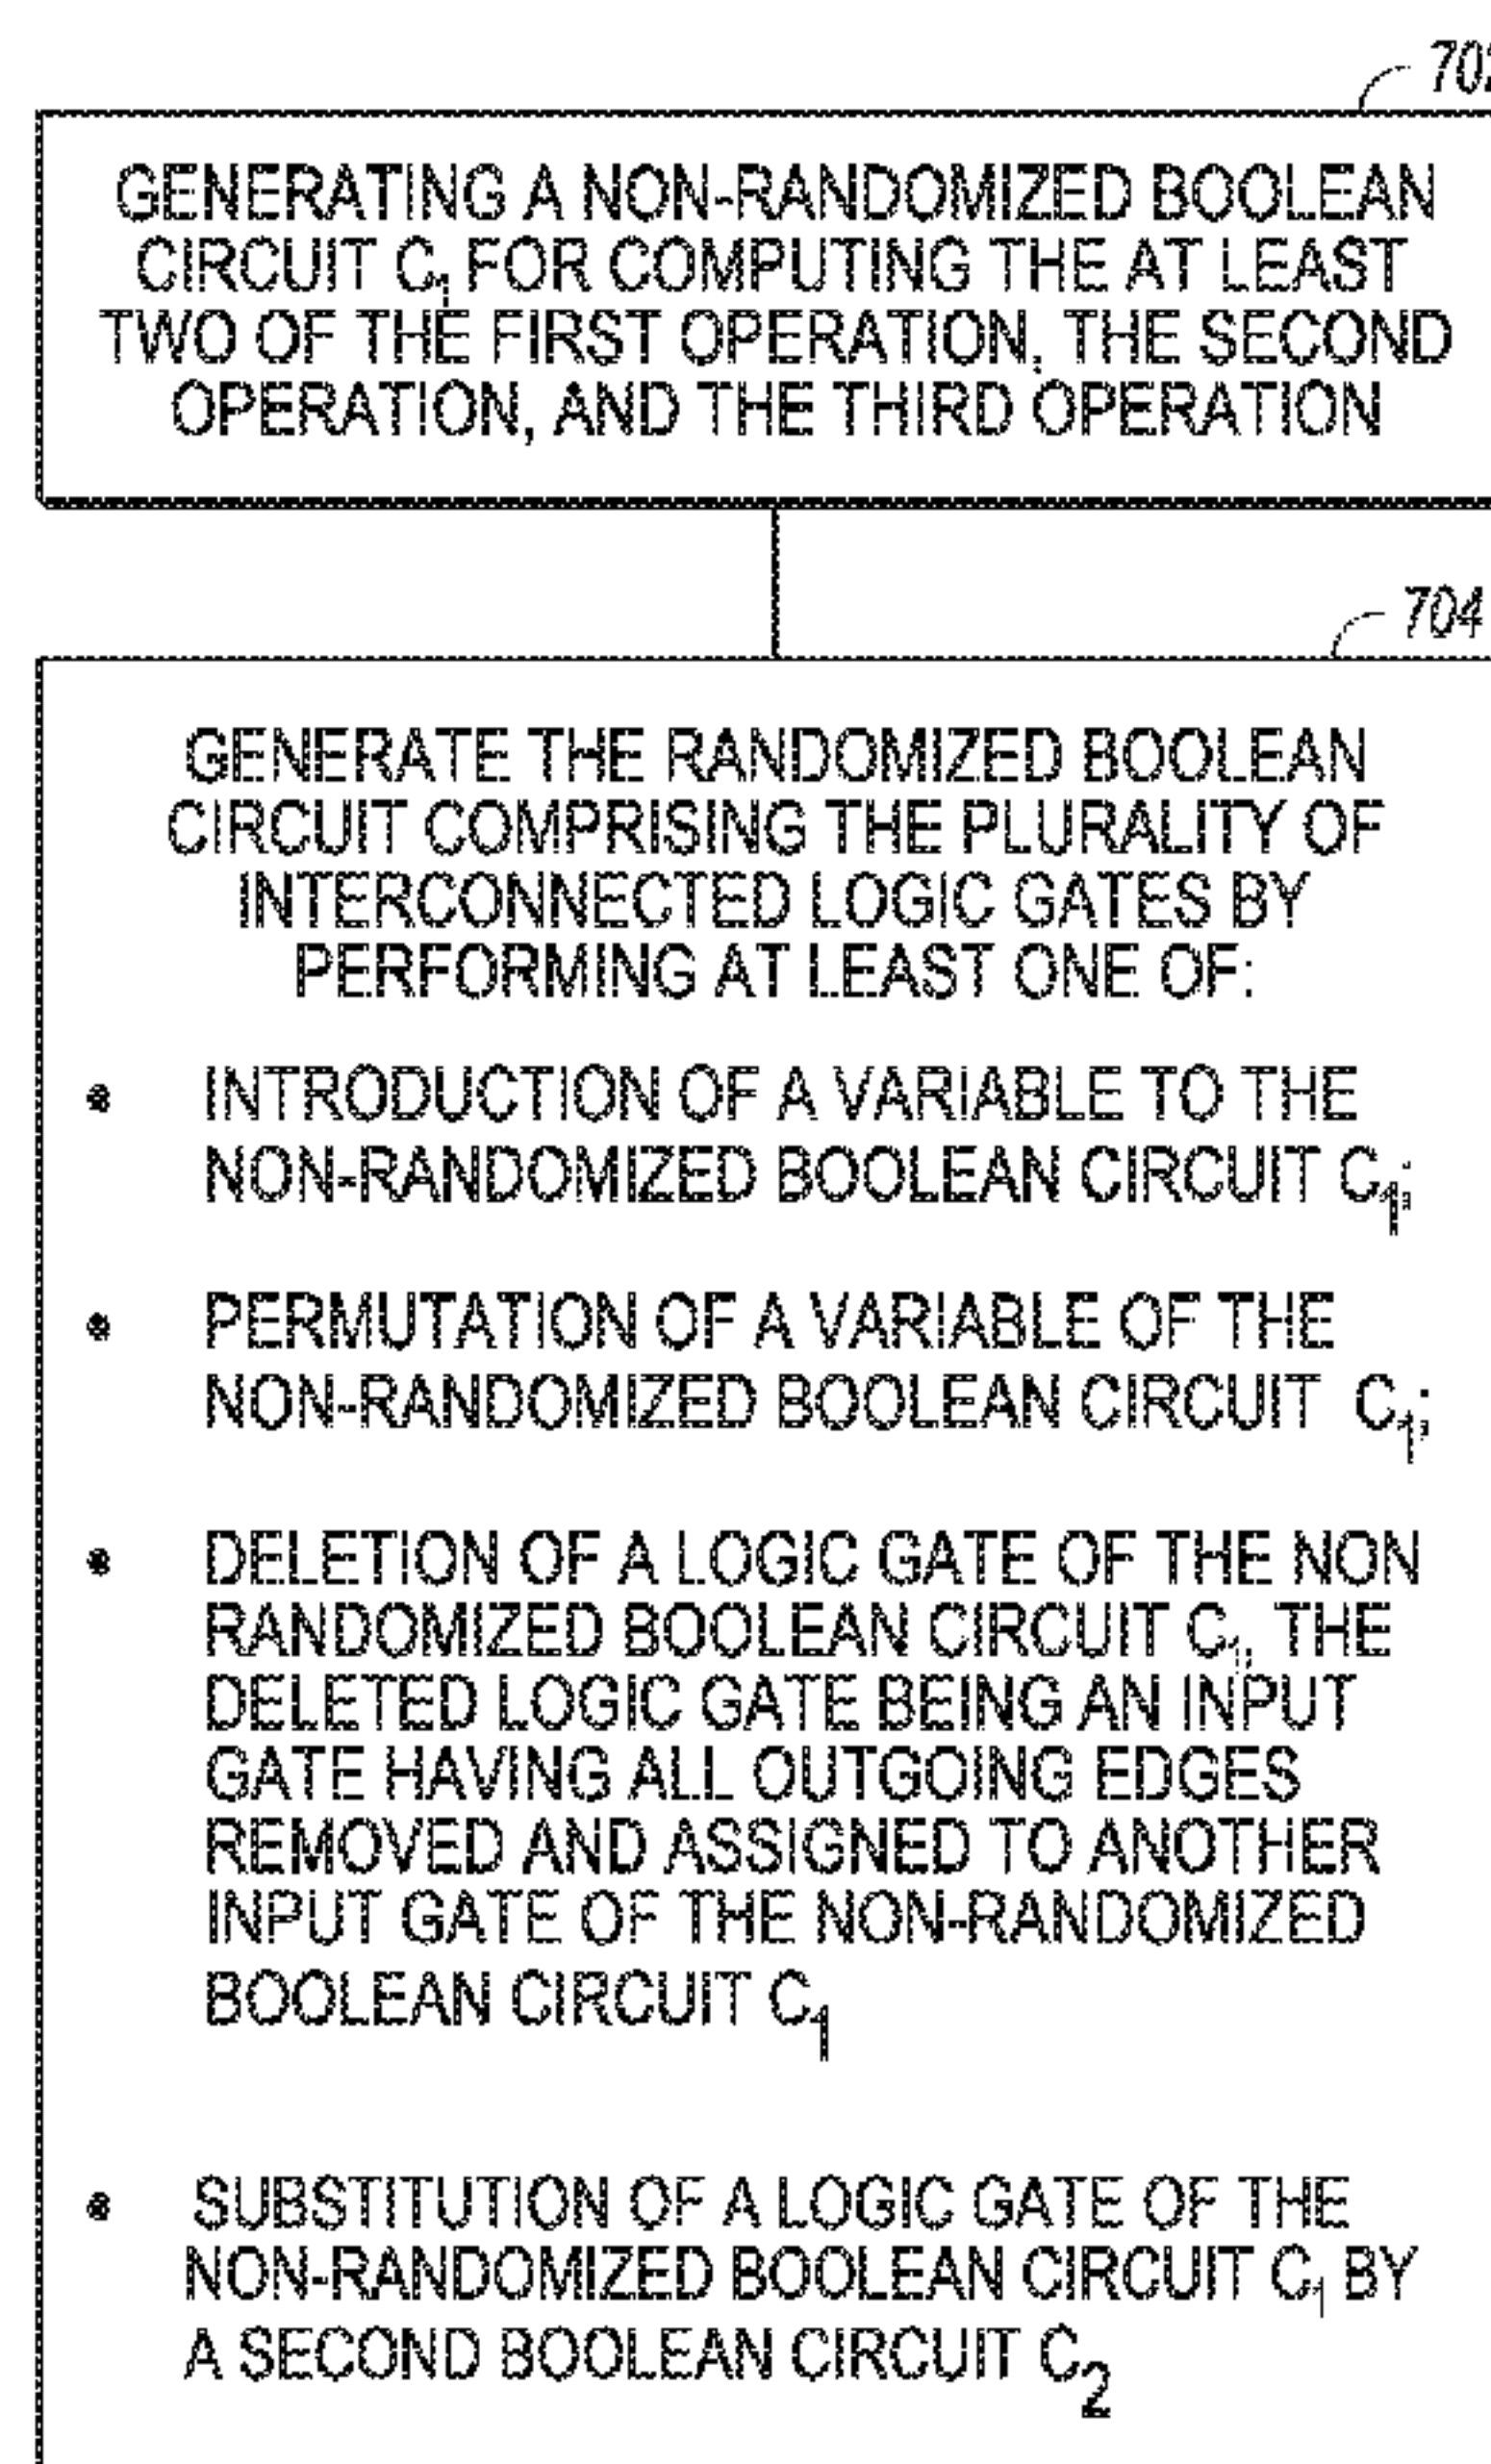 702
GENERATING A NON-RANDOMIZED BOOLEAN
CIRCUIT C1 FOR COMPUTING THE AT LEAST
TWO OF THE FIRST OPERATION, THE SECOND
OPERATION, AND THE THIRD OPERATION
704
GENERATE THE RANDOMIZED BOOLEAN
CIRCUIT COMPRISING THE PLURALITY OF
INTERCONNECTED LOGIC GATES BY
PERFORMING AT LEAST ONE OF:
• INTRODUCTION OF A VARIABLE TO THE
NON-RANDOMIZED BOOLEAN CIRCUIT C1;
• PERMUTATION OF A VARIABLE OF THE
NON-RANDOMIZED BOOLEAN CIRCUIT C1;
• DELETION OF A LOGIC GATE OF THE NON
RANDOMIZED BOOLEAN CIRCUIT C1, THE
DELETED LOGIC GATE BEING AN INPUT
GATE HAVING ALL OUTGOING EDGES
REMOVED AND ASSIGNED TO ANOTHER
INPUT GATE OF THE NON-RANDOMIZED
BOOLEAN CIRCUIT C1
• SUBSTITUTION OF A LOGIC GATE OF THE
NON-RANDOMIZED BOOLEAN CIRCUIT C1 BY
A SECOND BOOLEAN CIRCUIT C2